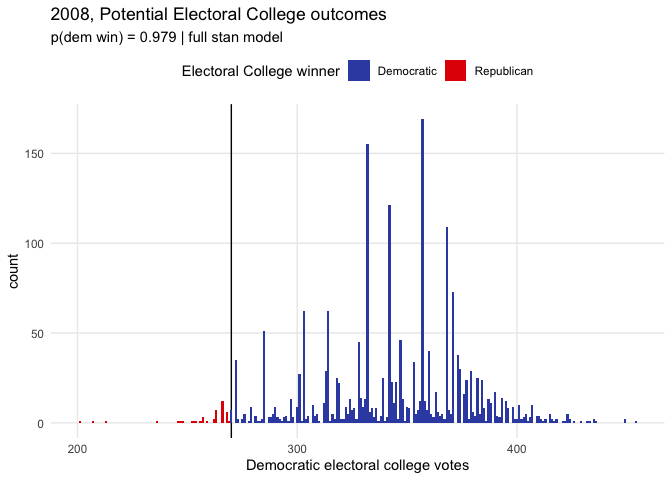 2008, Potential Electoral College outcomes
p(dem win) = 0.979 | full stan model
Electoral College winner Democratic Republican
150
100
50
0
count
200 300 400
Democratic electoral college votes